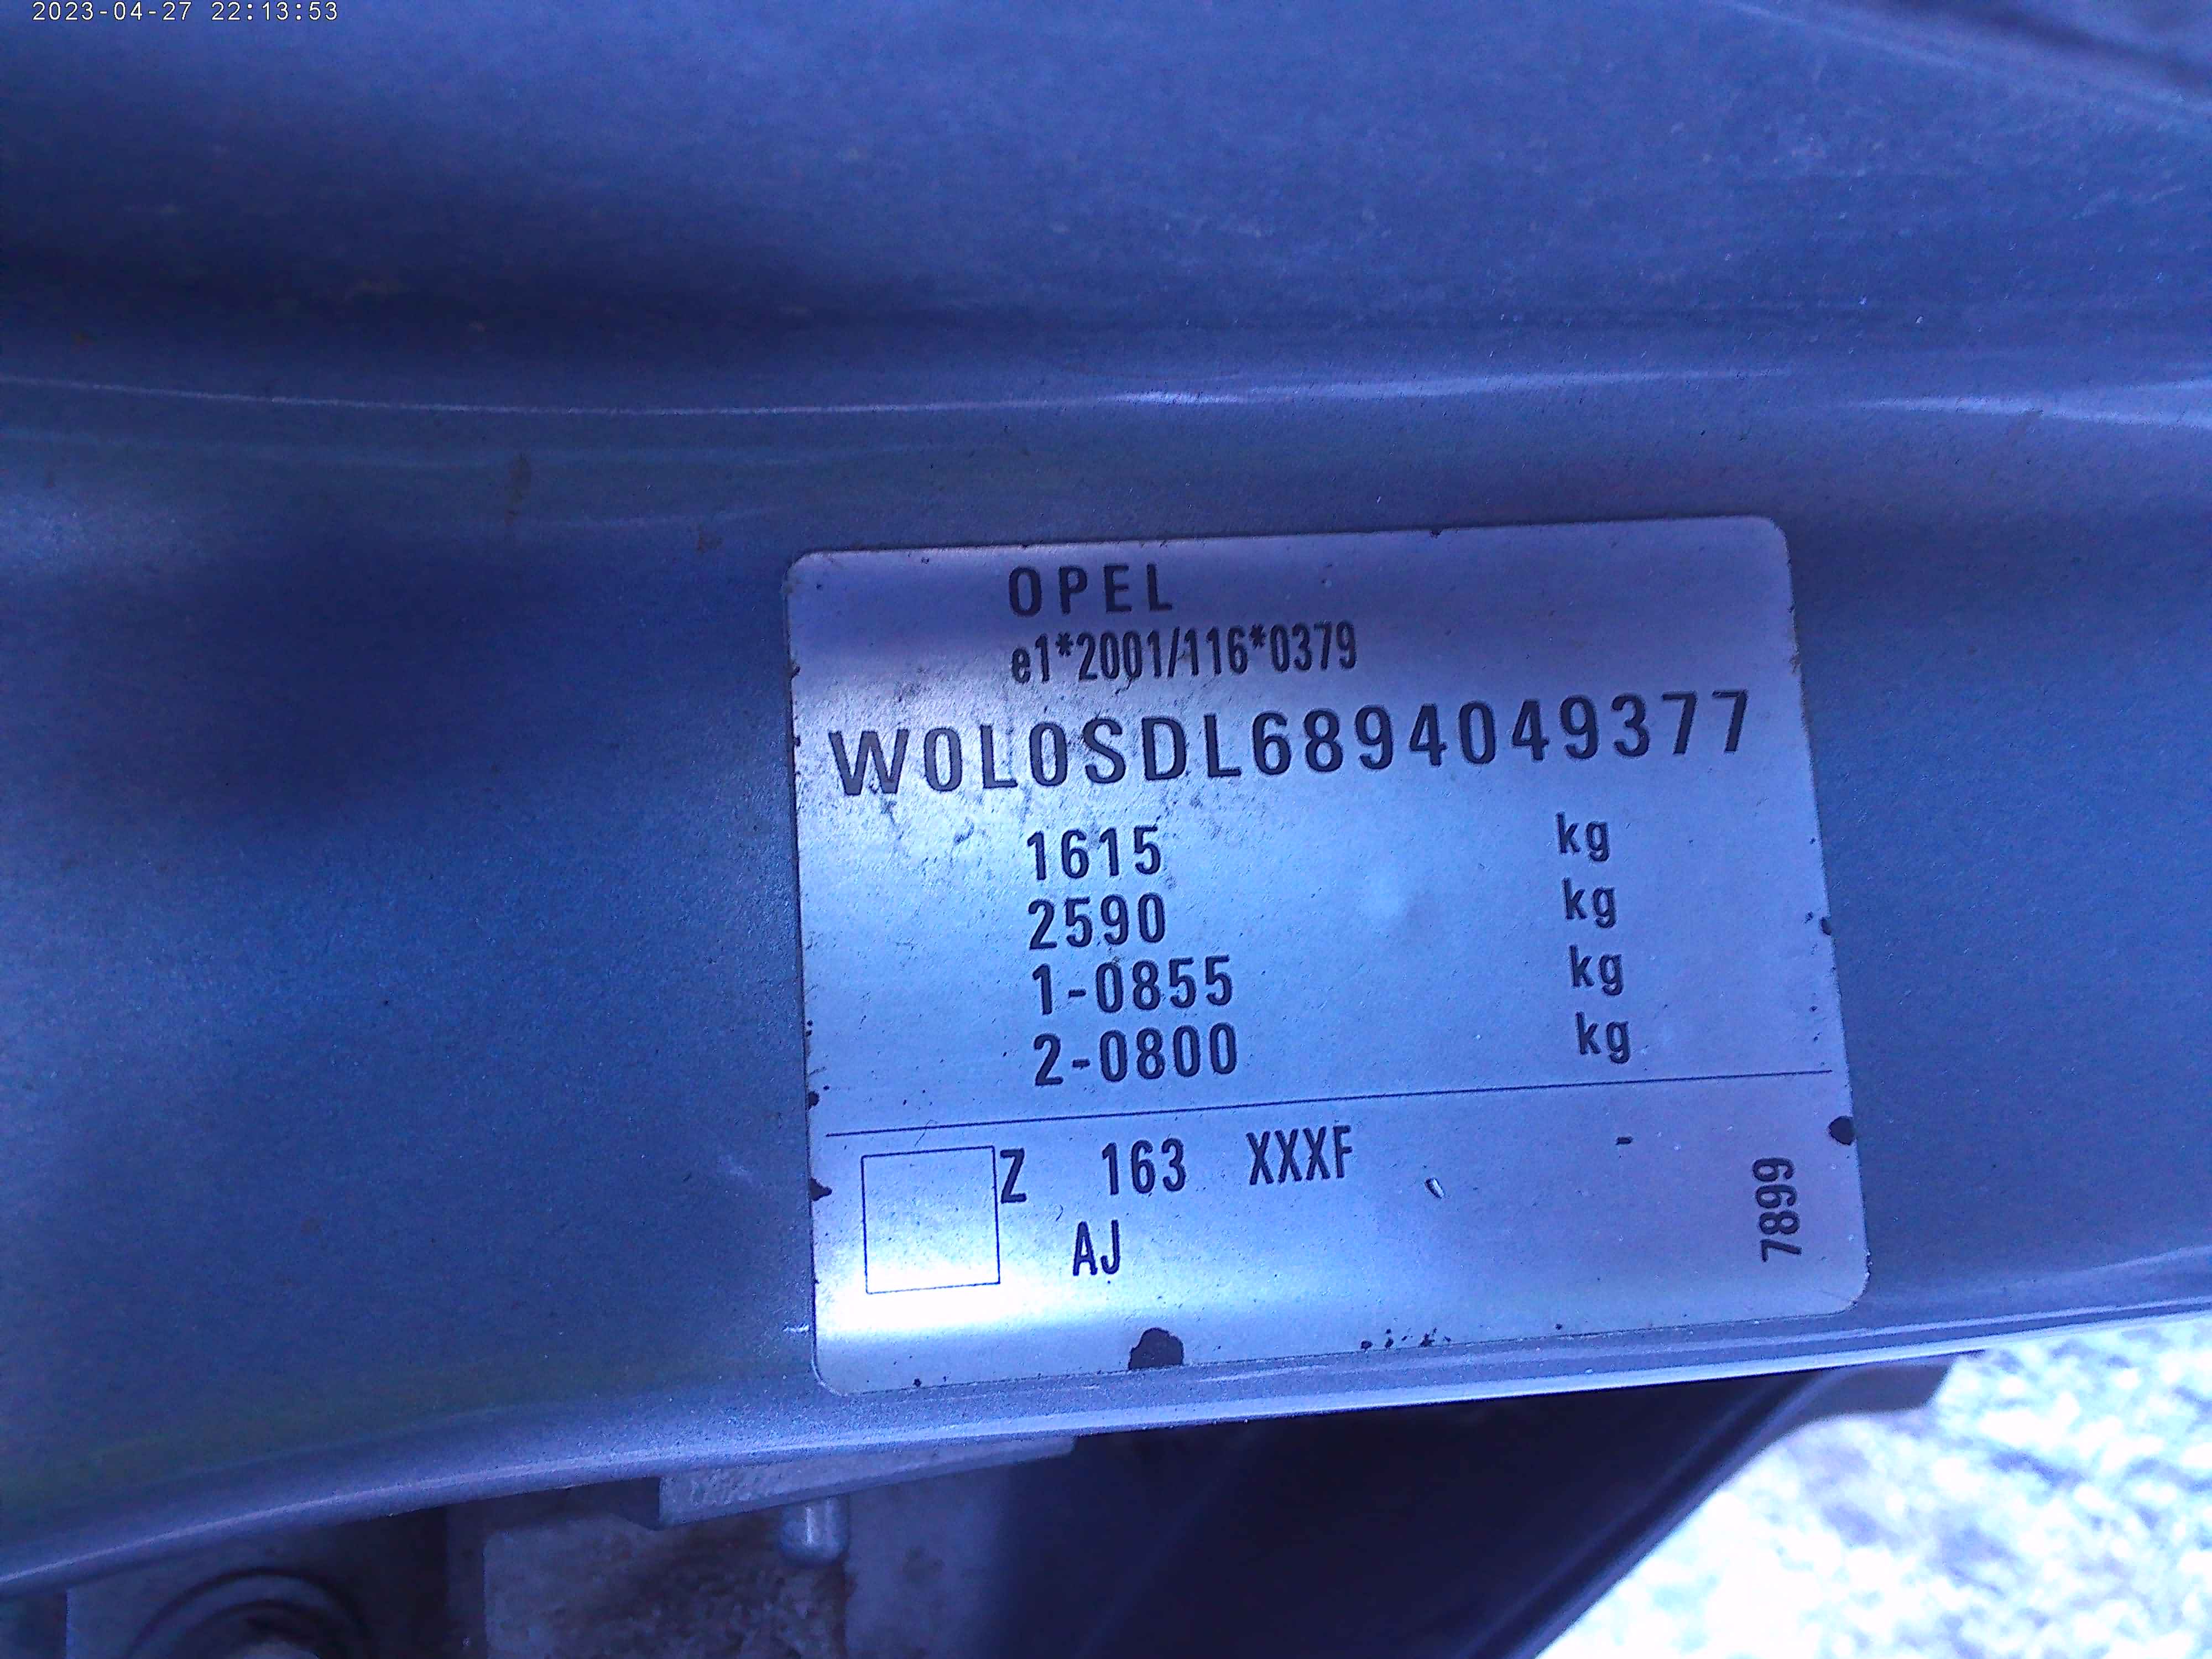 2023-04-27 22:13:53
OPEL
e1*2001/116*0379
W0L0SDL6894049377
1615 kg
2590 kg
1-0855 kg
2-0800 kg
Z 163 XXXF -
AJ
7899